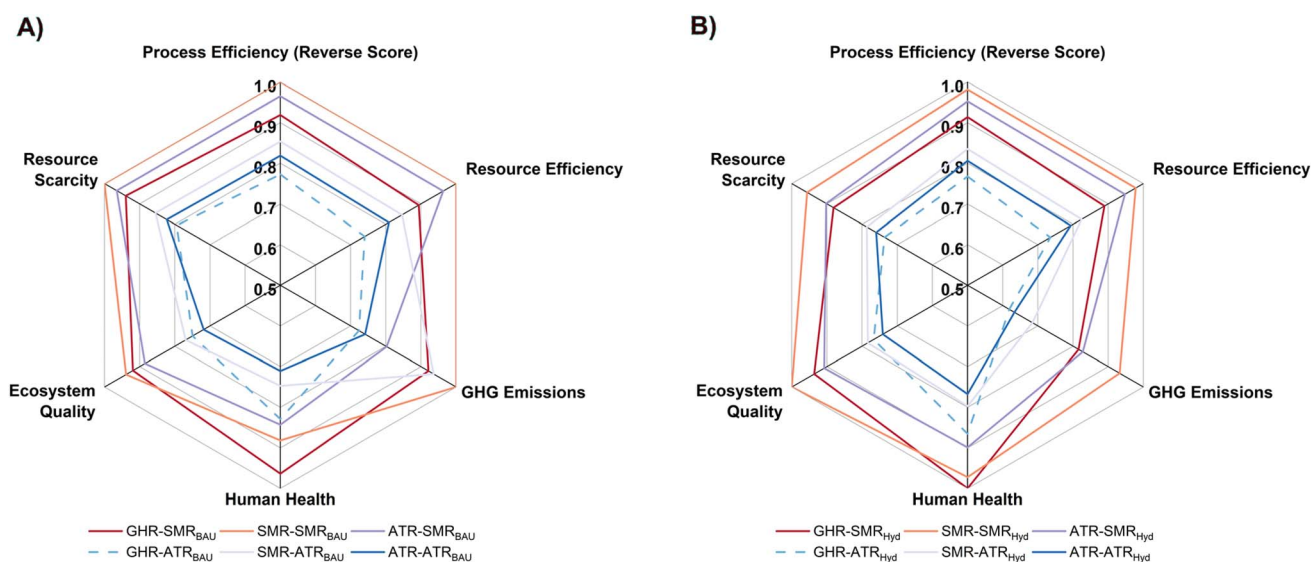 A)
Process Efficiency (Reverse Score)
1.0
0.9
0.8
0.7
0.6
0.5
Resource Efficiency
GHG Emissions
Human Health
Ecosystem
Quality
Resource
Scarcity
GHR-SMRBAU SMR-SMRBAU ATR-SMRBAU
GHR-ATRBAU SMR-ATRBAU ATR-ATRBAU
B)
Process Efficiency (Reverse Score)
1.0
0.9
0.8
0.7
0.6
0.5
Resource Efficiency
GHG Emissions
Human Health
Ecosystem
Quality
Resource
Scarcity
GHR-SMRHyd SMR-SMRHyd ATR-SMRHyd
GHR-ATRHyd SMR-ATRHyd ATR-ATRHyd